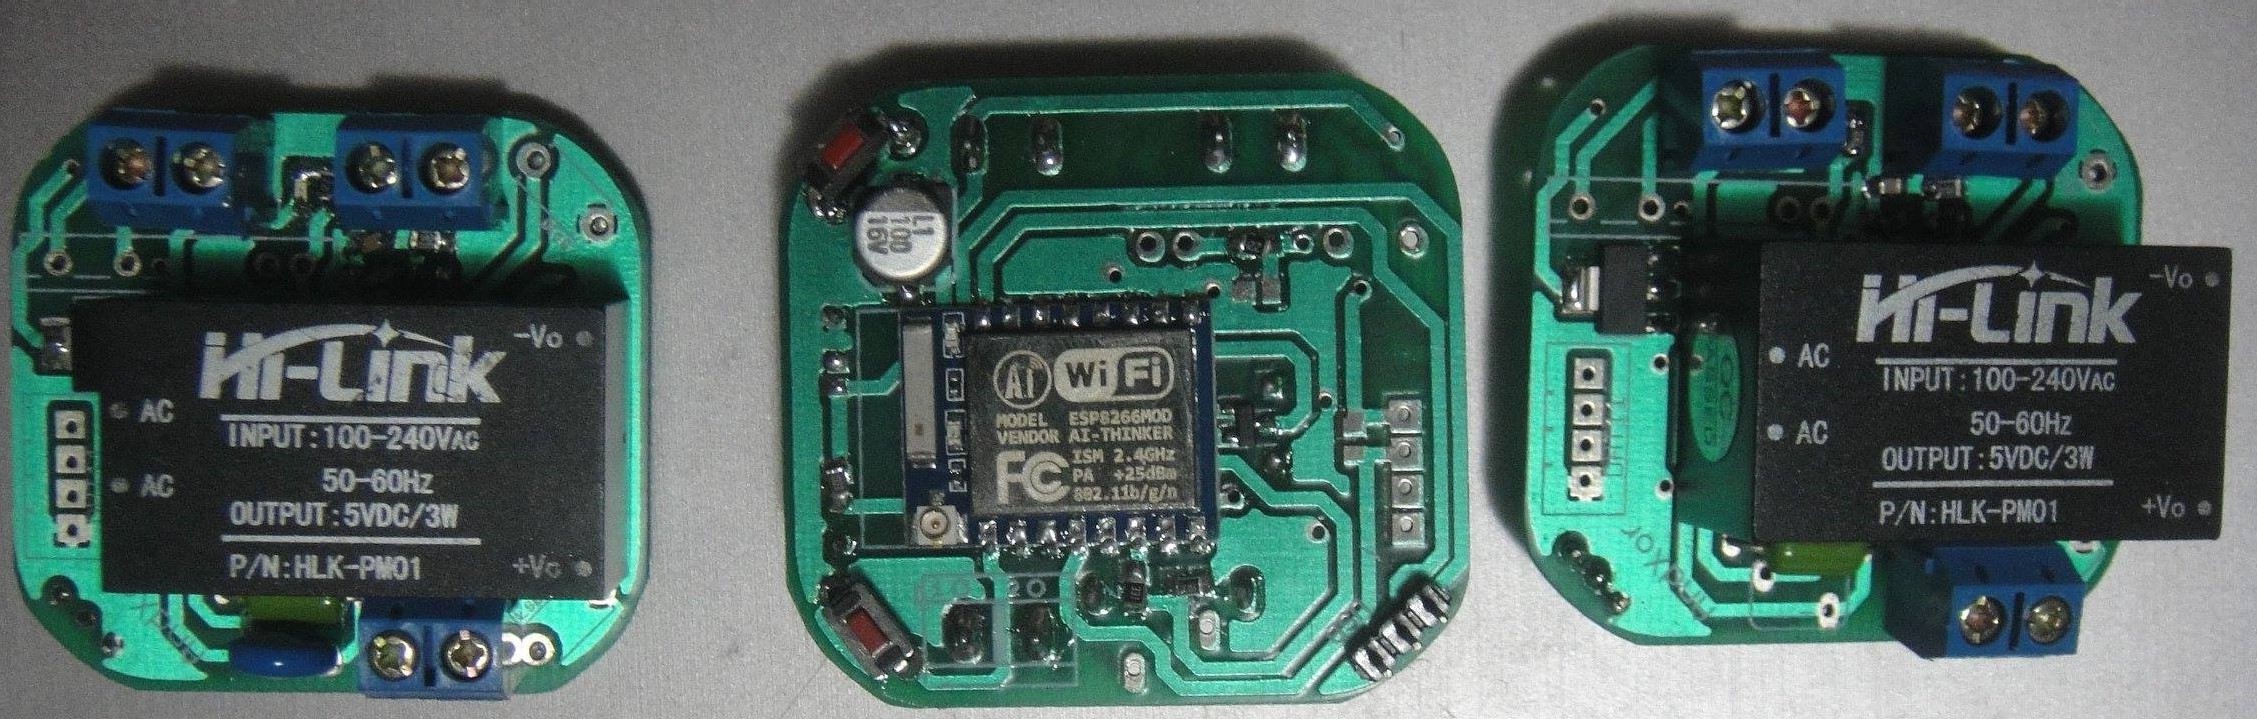 Hi-Link
-Vo
AC
INPUT:100-240VAC
AC
50-60Hz
OUTPUT:5VDC/3W
P/N:HLK-PM01
+Vo
L1
100
16V
Ai WiFi
MODEL ESP8266MOD
VENDOR AI-THINKER
FC ISM 2.4GHz
PA +25dBm
802.11b/g/n
Hi-Link
-Vo
AC
INPUT:100-240VAC
AC
50-60Hz
OUTPUT:5VDC/3W
P/N:HLK-PM01
+Vo
QC